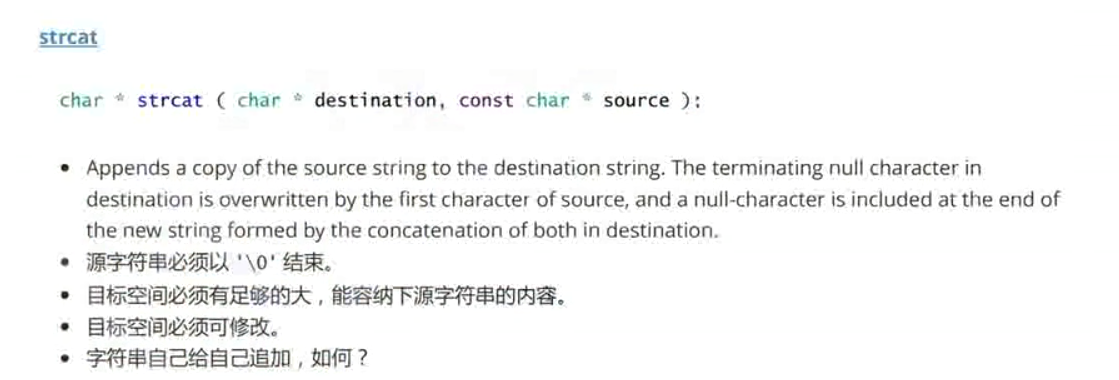 strcat
char * strcat ( char * destination, const char * source );
Appends a copy of the source string to the destination string. The terminating null character in
destination is overwritten by the first character of source, and a null-character is included at the end of
the new string formed by the concatenation of both in destination.
源字符串必须以 '\0' 结束。
目标空间必须有足够的大，能容纳下源字符串的内容。
目标空间必须可修改。
字符串自己给自己追加，如何？